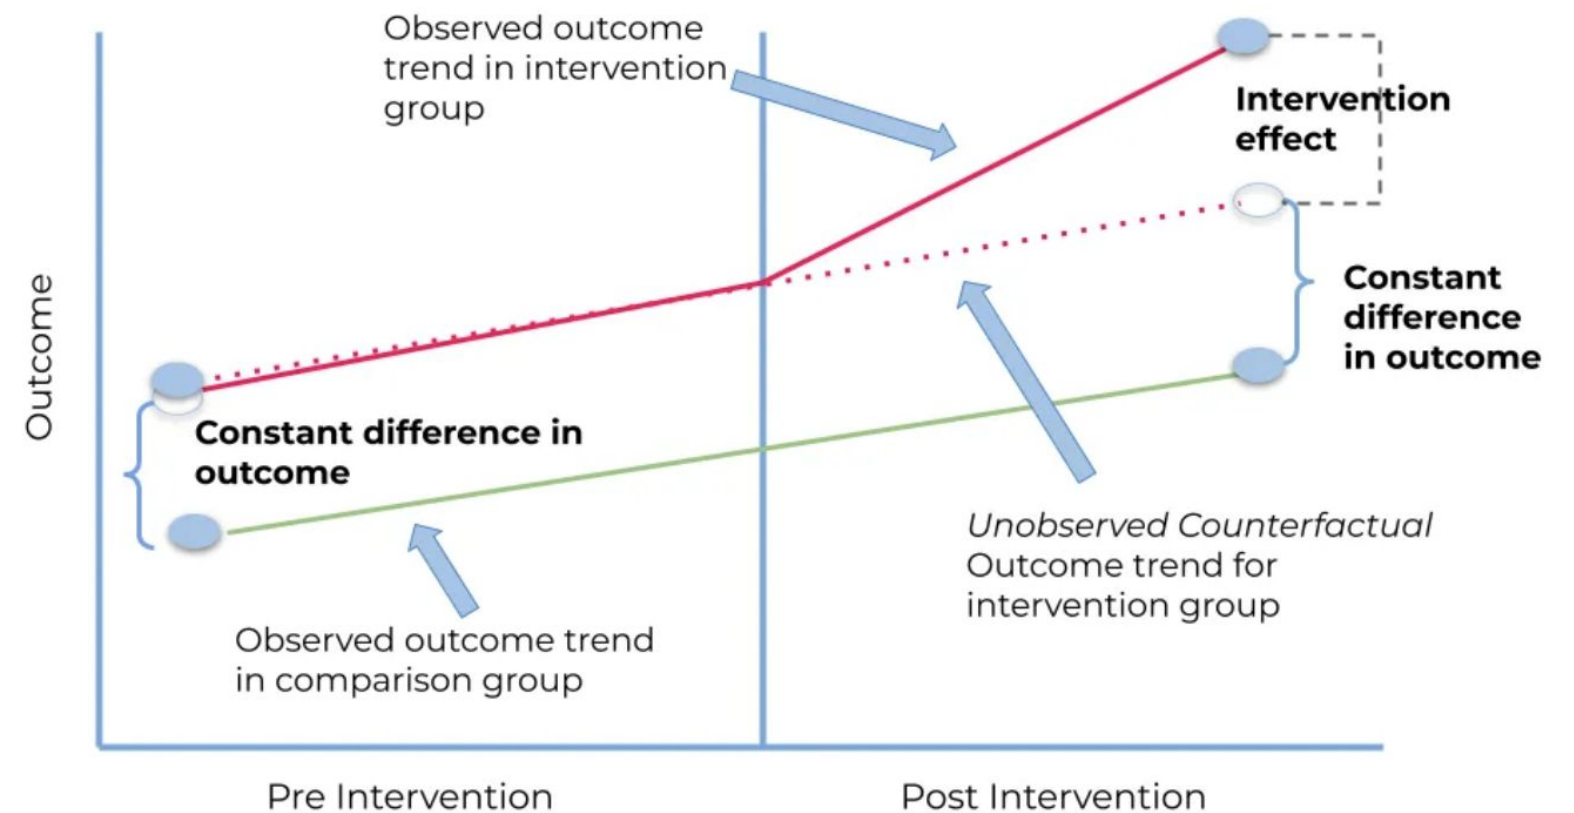 Observed outcome
trend in intervention
group
Intervention
effect
Constant
difference
in outcome
Outcome
Constant difference in
outcome
Unobserved Counterfactual
Outcome trend for
intervention group
Observed outcome trend
in comparison group
Pre Intervention
Post Intervention